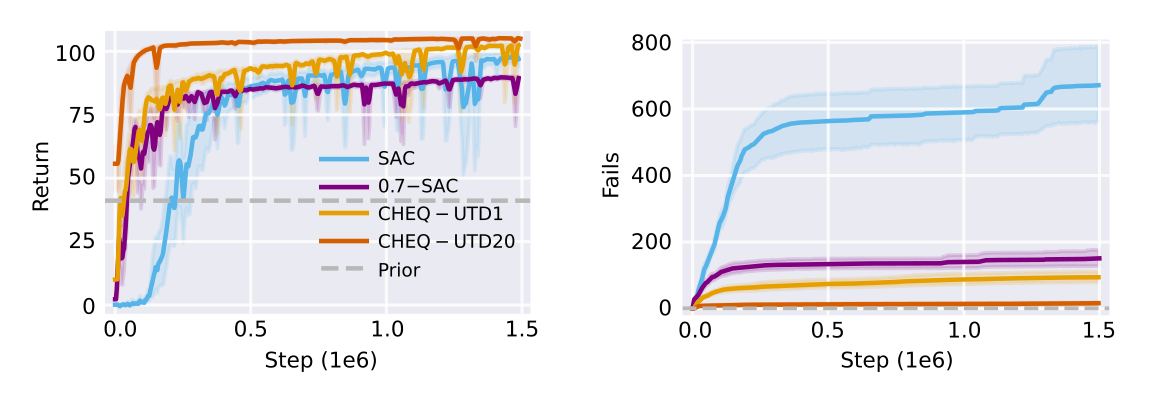 Return
100
75
50
25
0
0.0 0.5 1.0 1.5
Step (1e6)
SAC
0.7−SAC
CHEQ − UTD1
CHEQ − UTD20
Prior
Fails
800
600
400
200
0
0.0 0.5 1.0 1.5
Step (1e6)